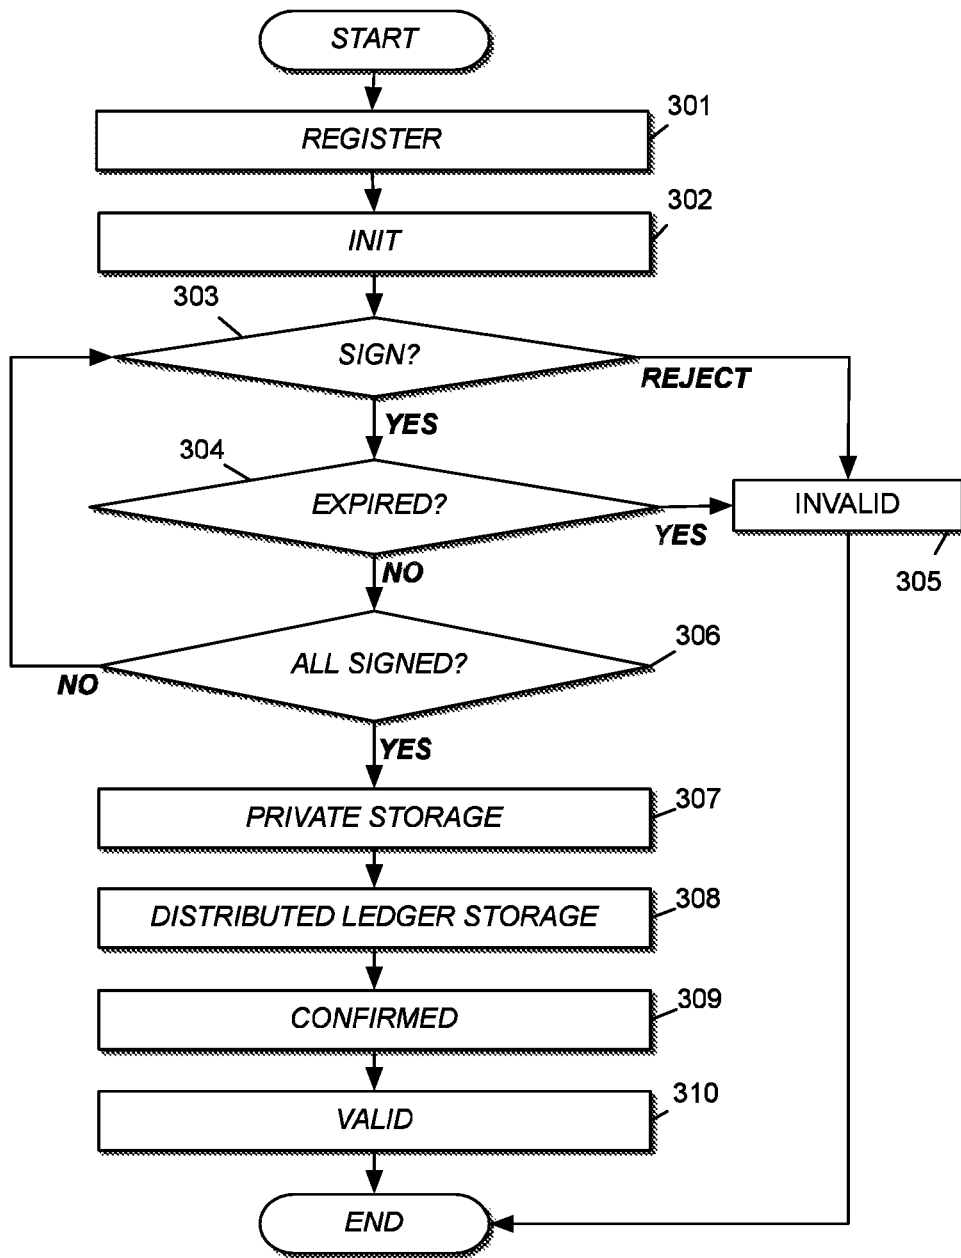 START
301
REGISTER
302
INIT
303
SIGN?
REJECT
YES
304
EXPIRED?
INVALID
YES
NO
305
306
ALL SIGNED?
NO
YES
307
PRIVATE STORAGE
308
DISTRIBUTED LEDGER STORAGE
309
CONFIRMED
310
VALID
END